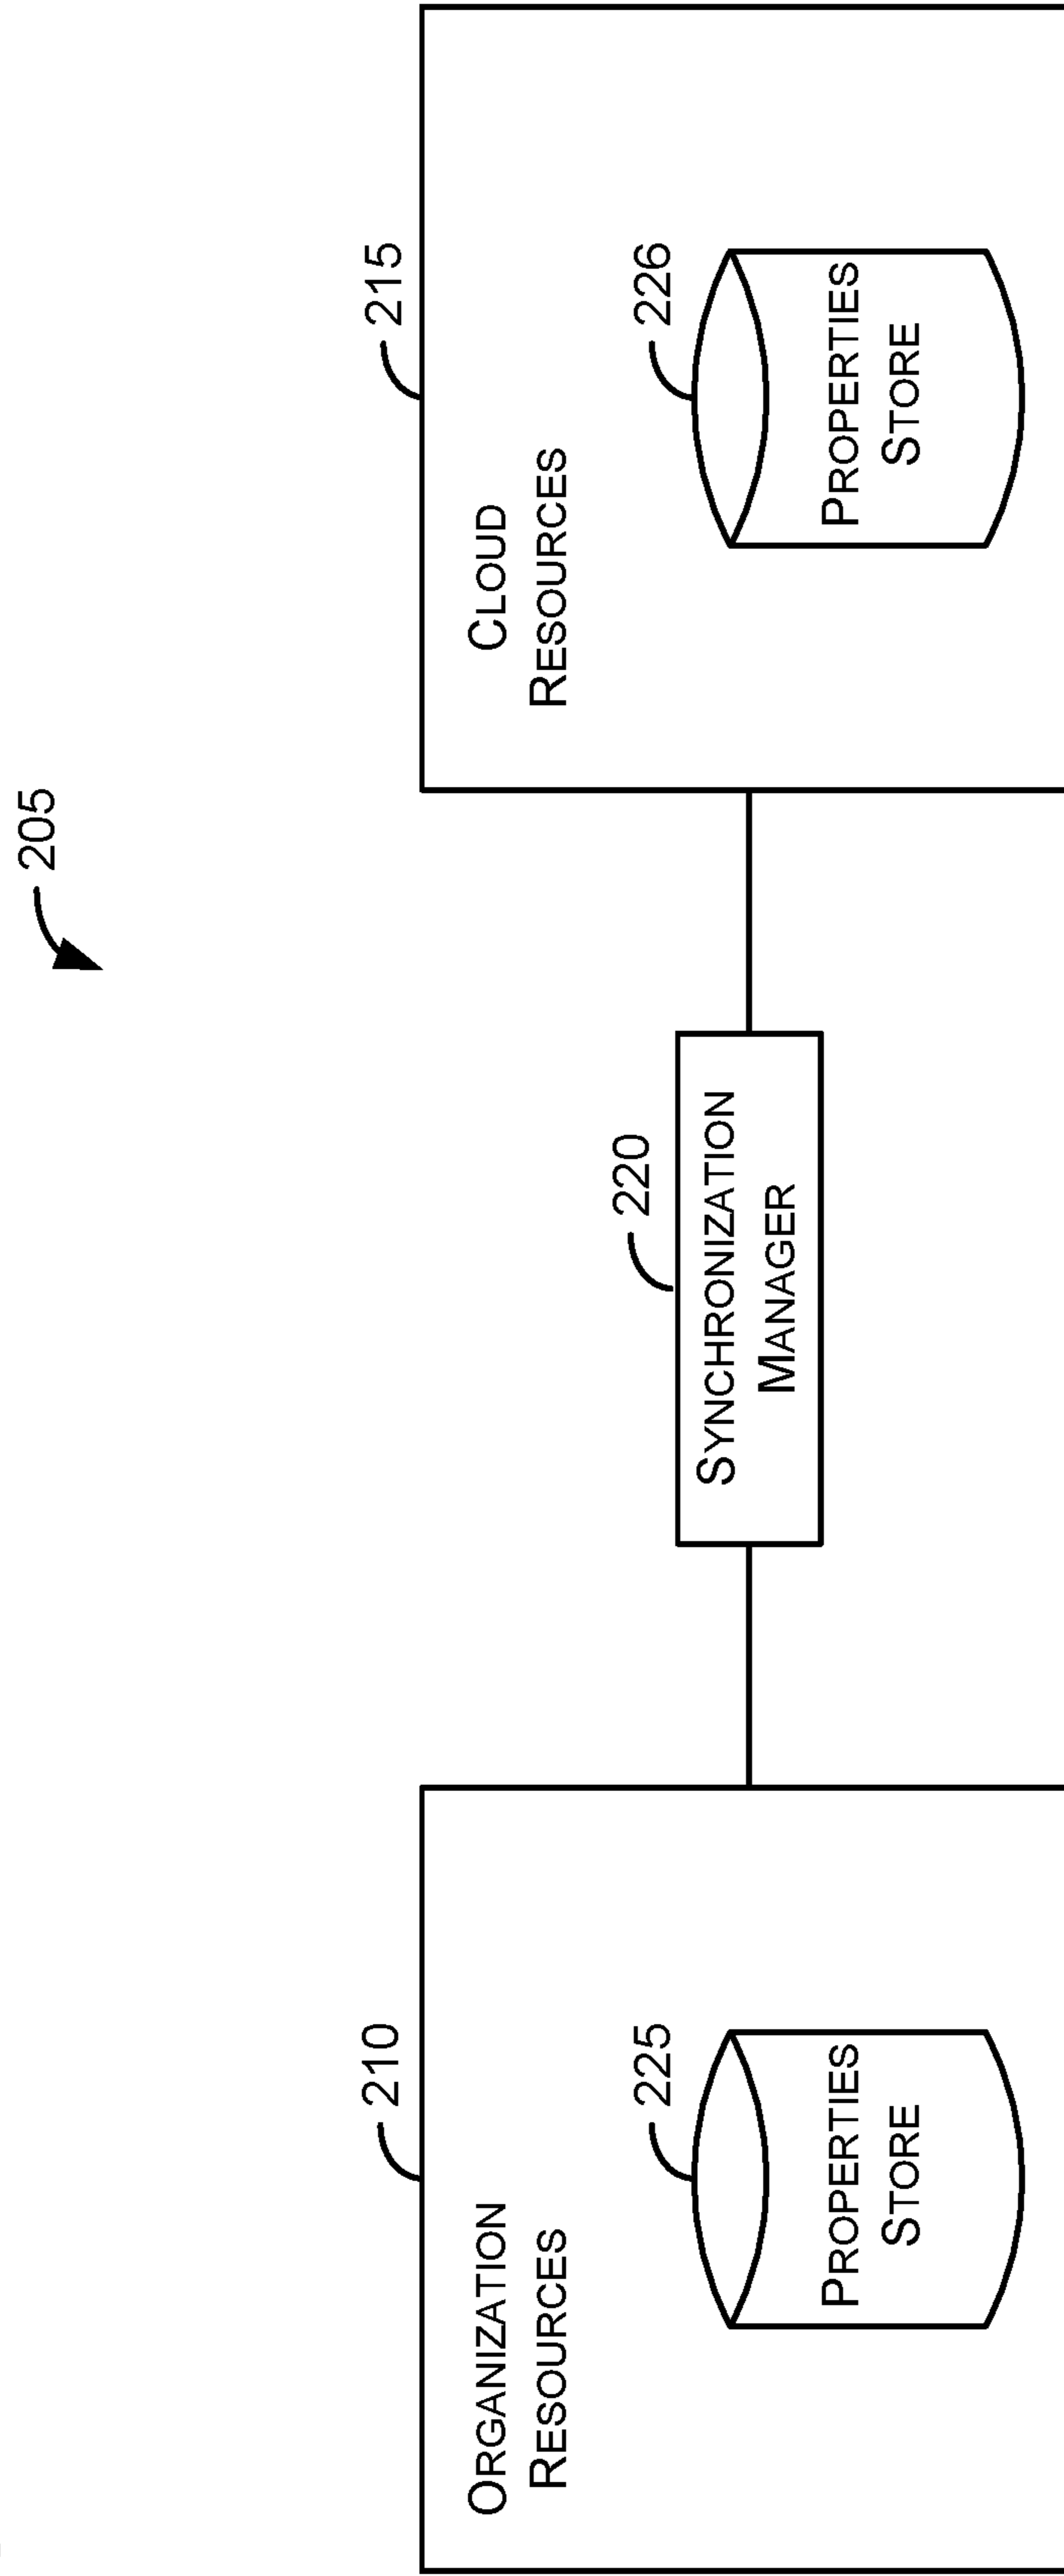 205
210
ORGANIZATION
RESOURCES
225
PROPERTIES
STORE
220
SYNCHRONIZATION
MANAGER
215
CLOUD
RESOURCES
226
PROPERTIES
STORE